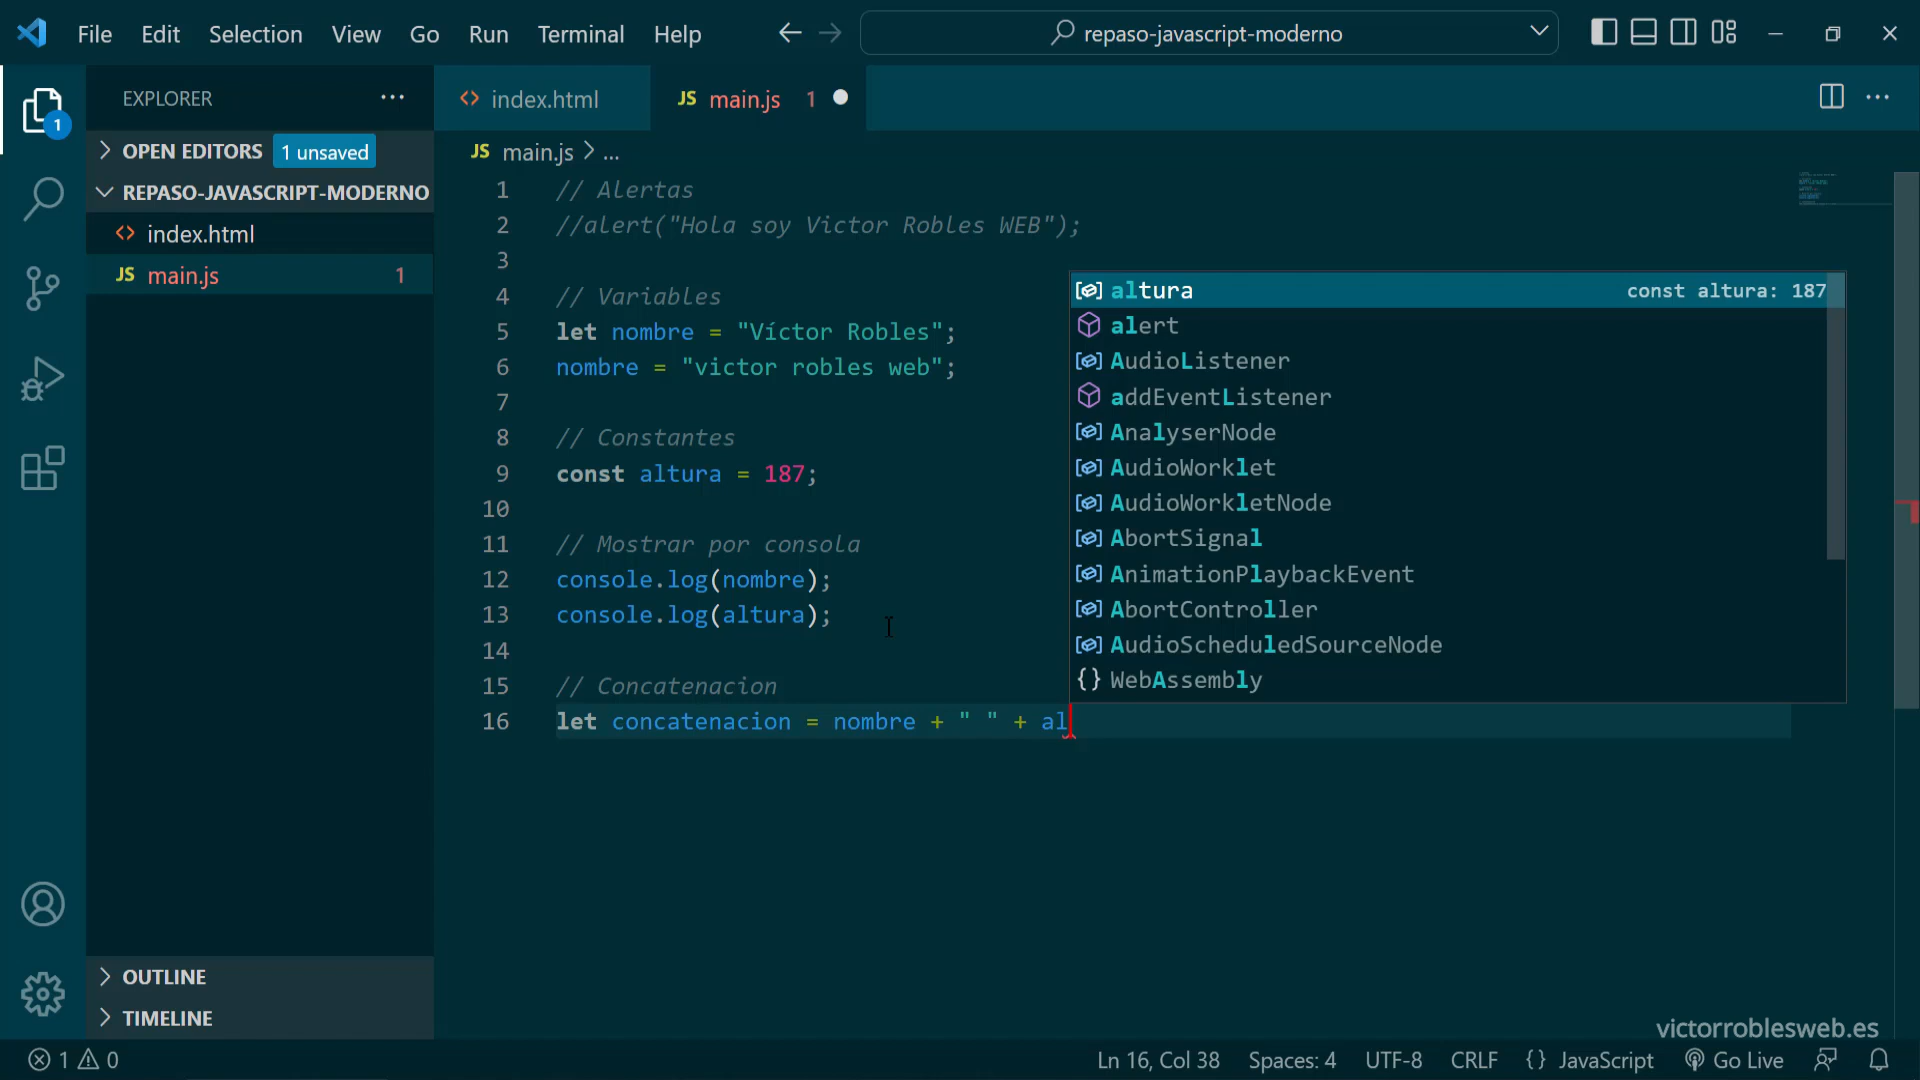 File Edit Selection View Go Run Terminal Help repaso-javascript-moderno
EXPLORER
OPEN EDITORS 1 unsaved
REPASO-JAVASCRIPT-MODERNO
index.html
JS main.js 1
OUTLINE
TIMELINE
1
index.html JS main.js 1
JS main.js > ...
1 // Alertas
2 //alert("Hola soy Victor Robles WEB");
3
4 // Variables
5 let nombre = "Víctor Robles";
6 nombre = "victor robles web";
7
8 // Constantes
9 const altura = 187;
10
11 // Mostrar por consola
12 console.log(nombre);
13 console.log(altura);
14
15 // Concatenacion
16 let concatenacion = nombre + " " + al
altura const altura: 187
alert
AudioListener
addEventListener
AnalyserNode
AudioWorklet
AudioWorkletNode
AbortSignal
AnimationPlaybackEvent
AbortController
AudioScheduledSourceNode
{} WebAssembly
victorroblesweb.es
1 0 Ln 16, Col 38 Spaces: 4 UTF-8 CRLF {} JavaScript Go Live